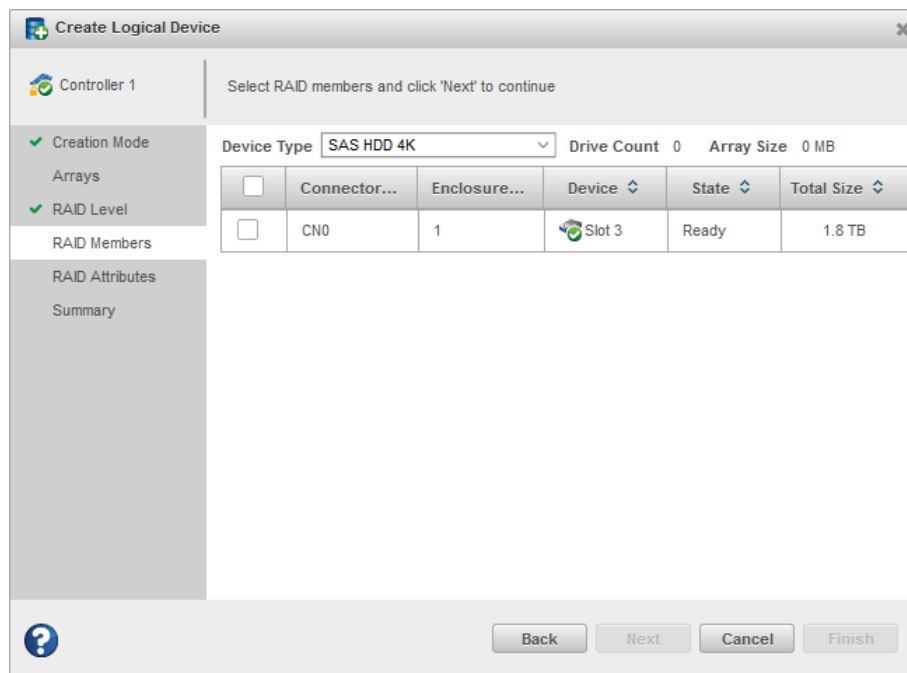 Create Logical Device
Controller 1
Select RAID members and click 'Next' to continue
Creation Mode
Arrays
RAID Level
RAID Members
RAID Attributes
Summary
Device Type SAS HDD 4K Drive Count 0 Array Size 0 MB
Connector... Enclosure... Device State Total Size
CN0 1 Slot 3 Ready 1.8 TB
? Back Next Cancel Finish